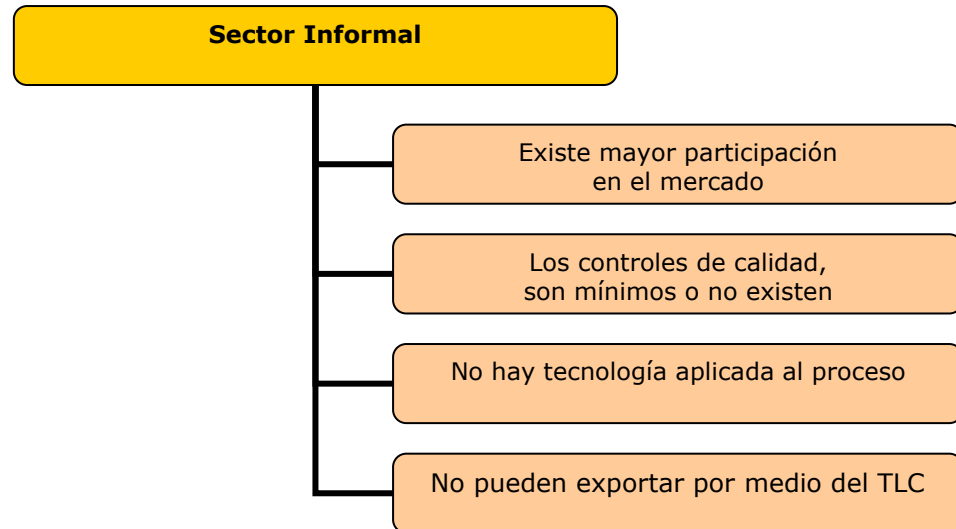 Sector Informal
Existe mayor participación
en el mercado
Los controles de calidad,
son mínimos o no existen
No hay tecnología aplicada al proceso
No pueden exportar por medio del TLC